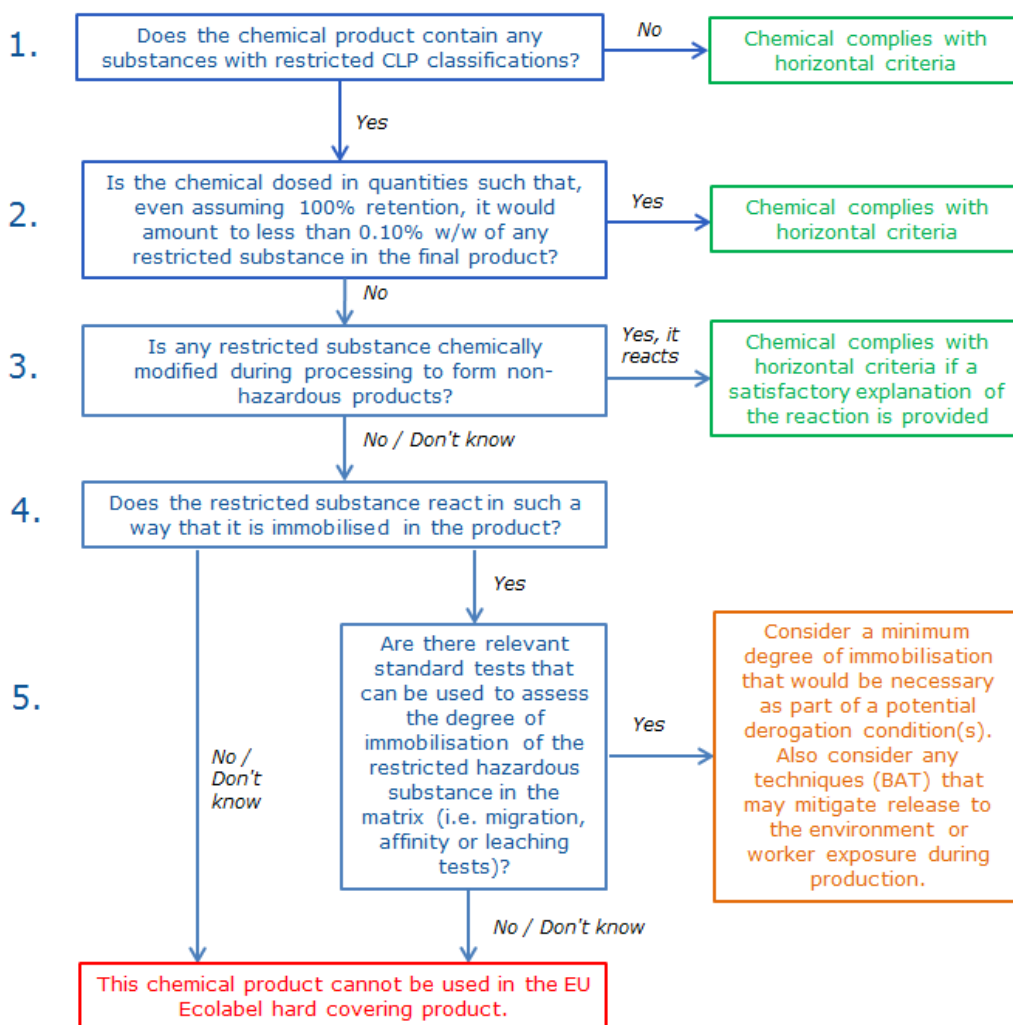 1.
Does the chemical product contain any
substances with restricted CLP classifications?
No
Chemical complies with
horizontal criteria
Yes
2.
Is the chemical dosed in quantities such that,
even assuming 100% retention, it would
amount to less than 0.10% w/w of any
restricted substance in the final product?
Yes
Chemical complies with
horizontal criteria
No
3.
Is any restricted substance chemically
modified during processing to form non-
hazardous products?
Yes, it
reacts
Chemical complies with
horizontal criteria if a
satisfactory explanation of
the reaction is provided
No / Don't know
4.
Does the restricted substance react in such a
way that it is immobilised in the product?
Yes
5.
Are there relevant
standard tests that
can be used to assess
the degree of
immobilisation of the
restricted hazardous
substance in the
matrix (i.e. migration,
affinity or leaching
tests)?
Yes
Consider a minimum
degree of immobilisation
that would be necessary
as part of a potential
derogation condition(s).
Also consider any
techniques (BAT) that
may mitigate release to
the environment or
worker exposure during
production.
No /
Don't
know
No / Don't know
This chemical product cannot be used in the EU
Ecolabel hard covering product.